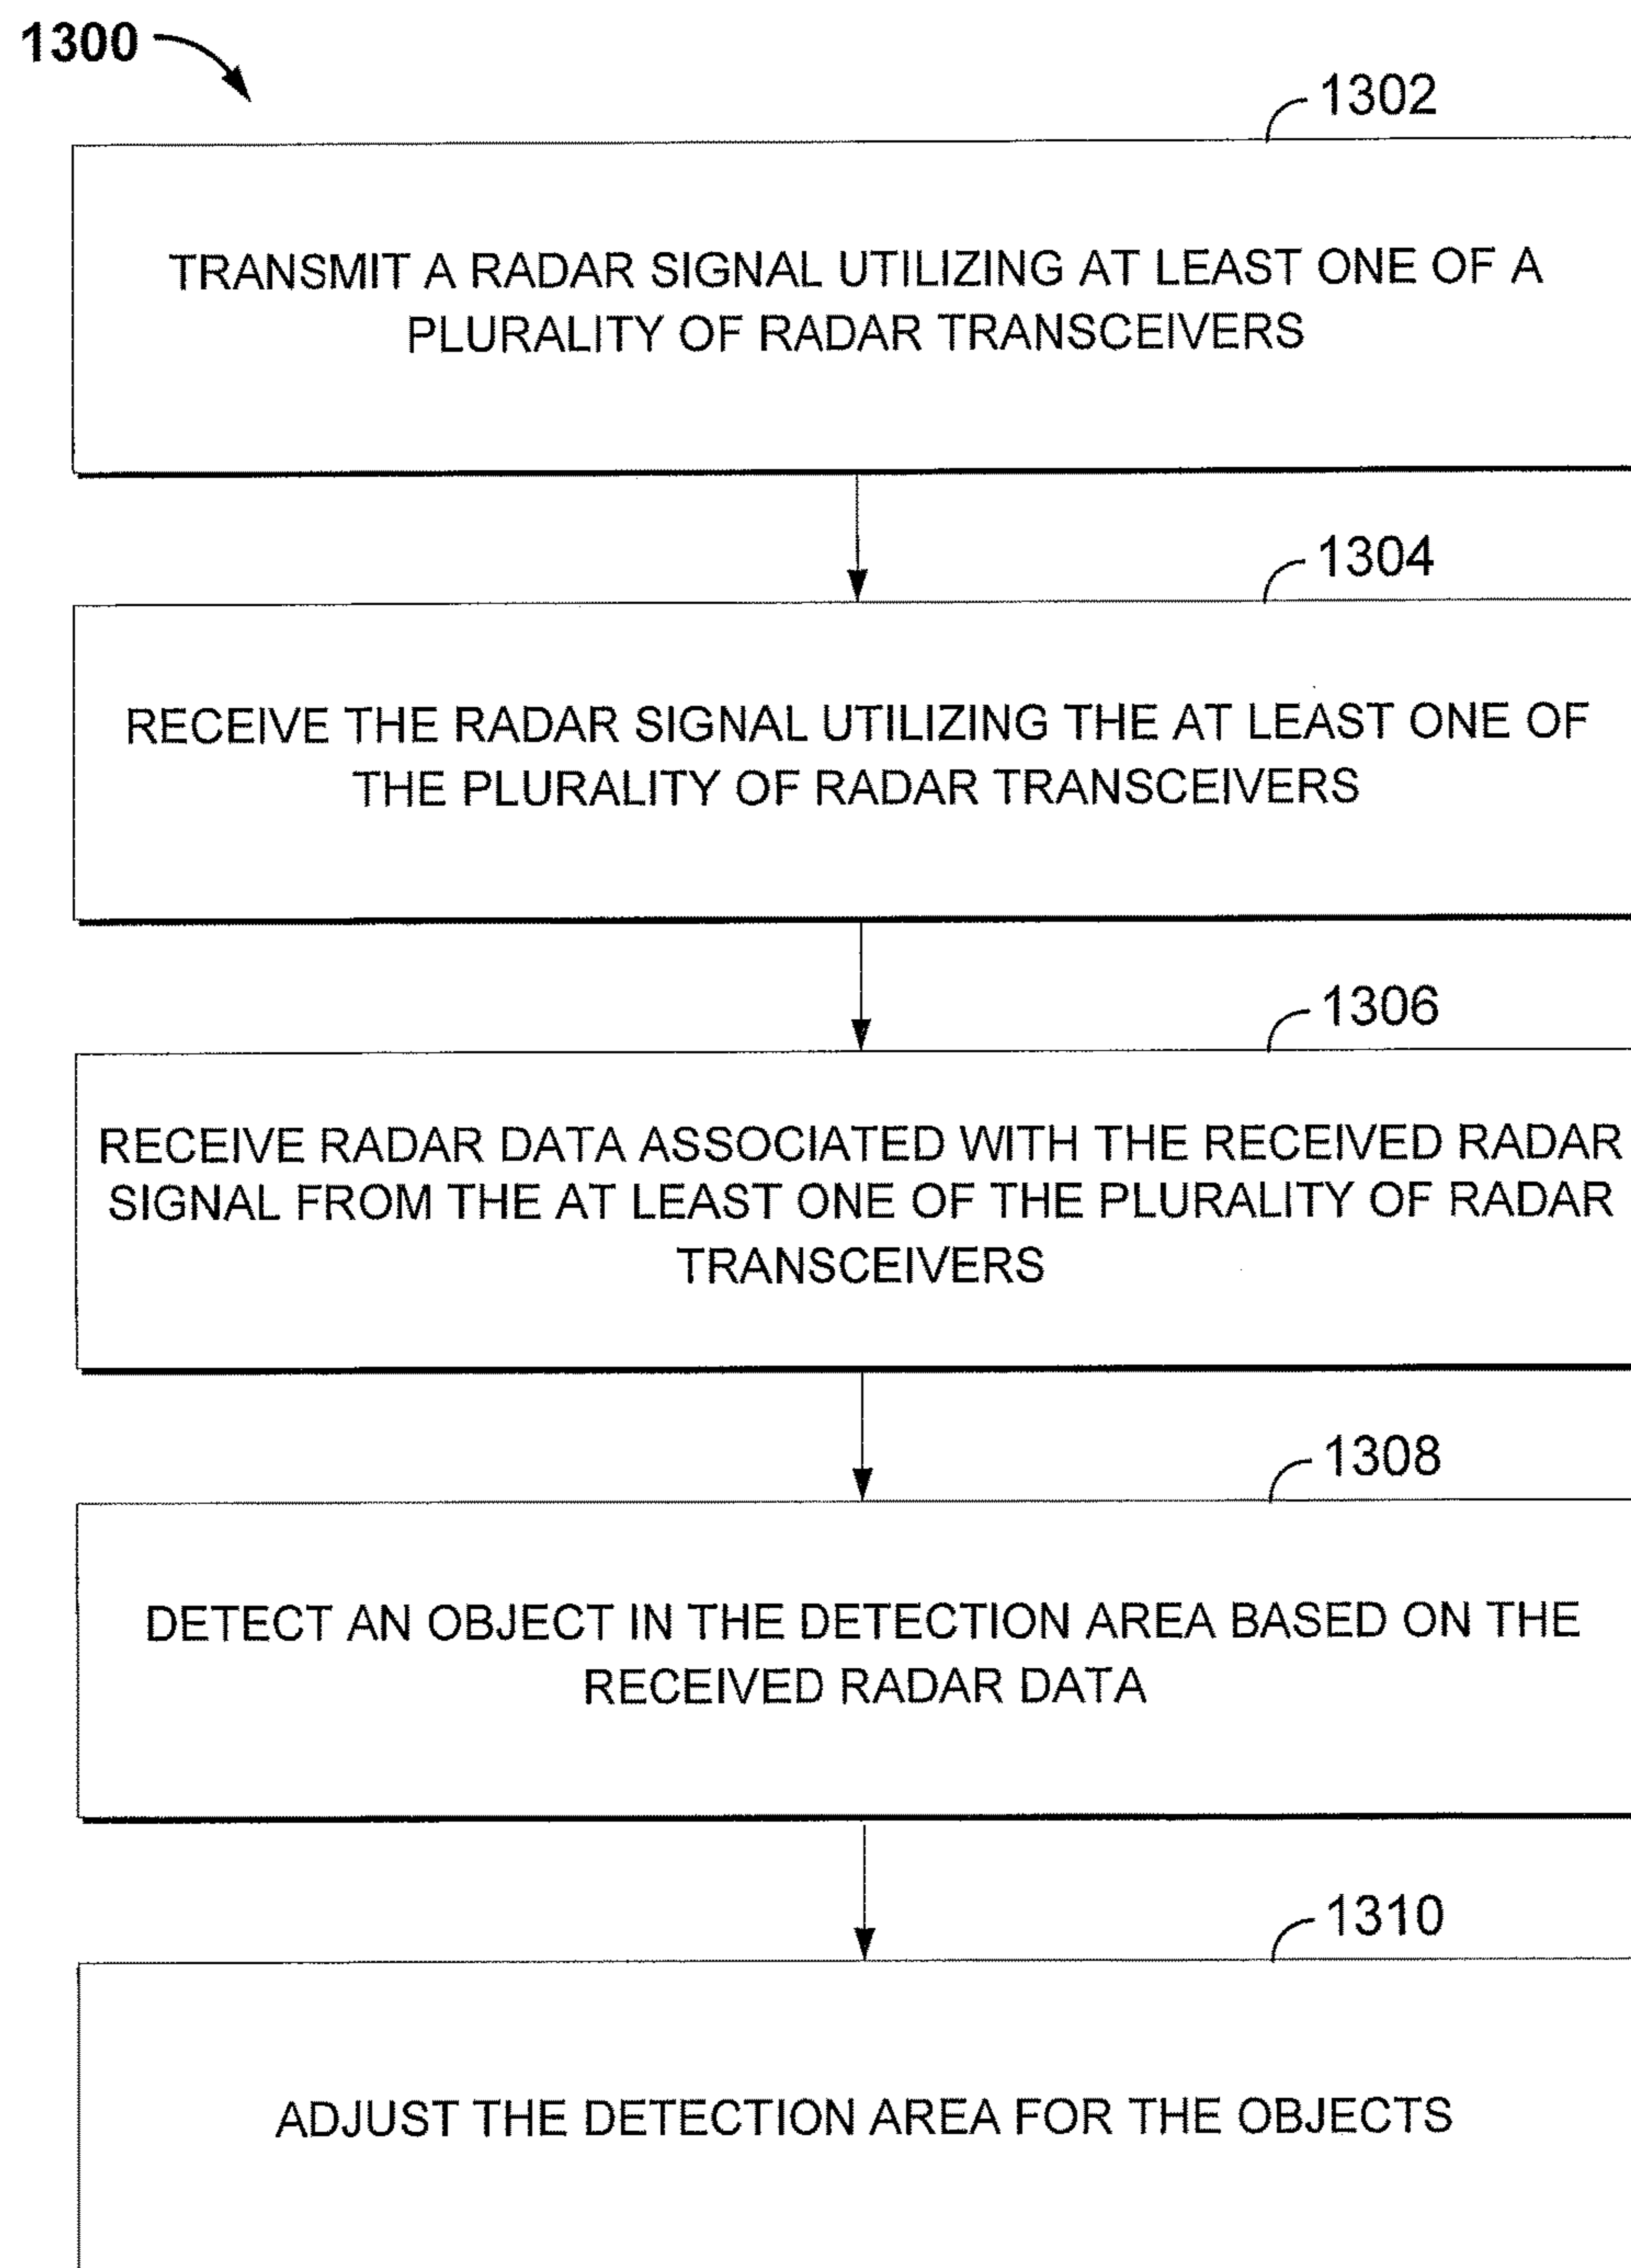 1300
1302
TRANSMIT A RADAR SIGNAL UTILIZING AT LEAST ONE OF A
PLURALITY OF RADAR TRANSCEIVERS
1304
RECEIVE THE RADAR SIGNAL UTILIZING THE AT LEAST ONE OF
THE PLURALITY OF RADAR TRANSCEIVERS
1306
RECEIVE RADAR DATA ASSOCIATED WITH THE RECEIVED RADAR
SIGNAL FROM THE AT LEAST ONE OF THE PLURALITY OF RADAR
TRANSCEIVERS
1308
DETECT AN OBJECT IN THE DETECTION AREA BASED ON THE
RECEIVED RADAR DATA
1310
ADJUST THE DETECTION AREA FOR THE OBJECTS